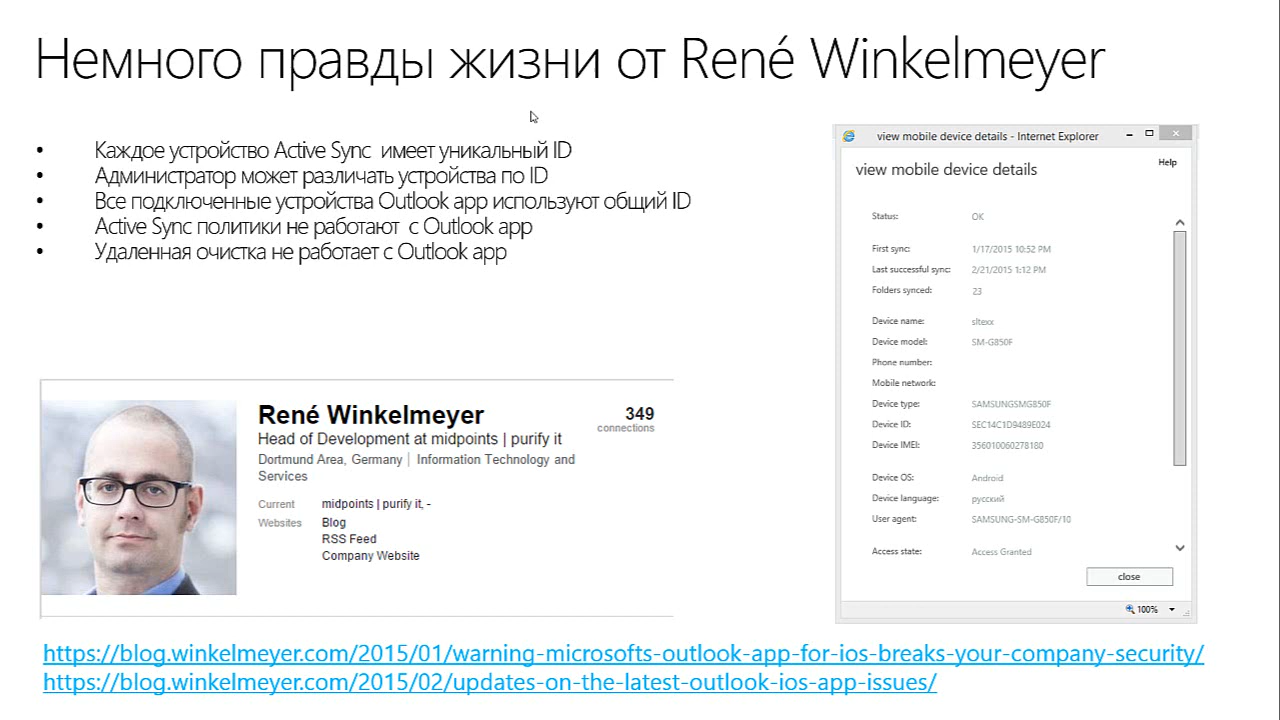 Немного правды жизни от René Winkelmeyer
• Каждое устройство Active Sync имеет уникальный ID
• Администратор может различать устройства по ID
• Все подключенные устройства Outlook app используют общий ID
• Active Sync политики не работают с Outlook app
• Удаленная очистка не работает с Outlook app
René Winkelmeyer
349
connections
Head of Development at midpoints | purify it
Dortmund Area, Germany | Information Technology and
Services
Current midpoints | purify it, -
Websites Blog
RSS Feed
Company Website
view mobile device details - Internet Explorer
Help
view mobile device details
Status: OK
First sync: 1/17/2015 10:52 PM
Last successful sync: 2/21/2015 1:12 PM
Folders synced: 23
Device name: sltexx
Device model: SM-G850F
Phone number:
Mobile network:
Device type: SAMSUNGSMG850F
Device ID: SEC14C1D9489E024
Device IMEI: 356010060278180
Device OS: Android
Device language: русский
User agent: SAMSUNG-SM-G850F/10
Access state: Access Granted
close
100%
https://blog.winkelmeyer.com/2015/01/warning-microsofts-outlook-app-for-ios-breaks-your-company-security/
https://blog.winkelmeyer.com/2015/02/updates-on-the-latest-outlook-ios-app-issues/